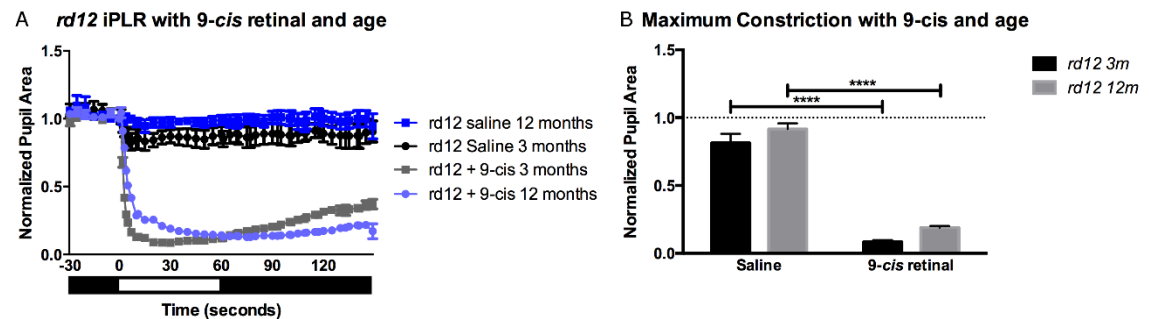 A rd12 iPLR with 9-cis retinal and age
Normalized Pupil Area
1.5
1.0
0.5
0.0
-30 0 30 60 90 120
Time (seconds)
rd12 saline 12 months
rd12 Saline 3 months
rd12 + 9-cis 3 months
rd12 + 9-cis 12 months
B Maximum Constriction with 9-cis and age
Normalized Pupil Area
1.5
1.0
0.5
0.0
****
****
Saline 9-cis retinal
rd12 3m
rd12 12m